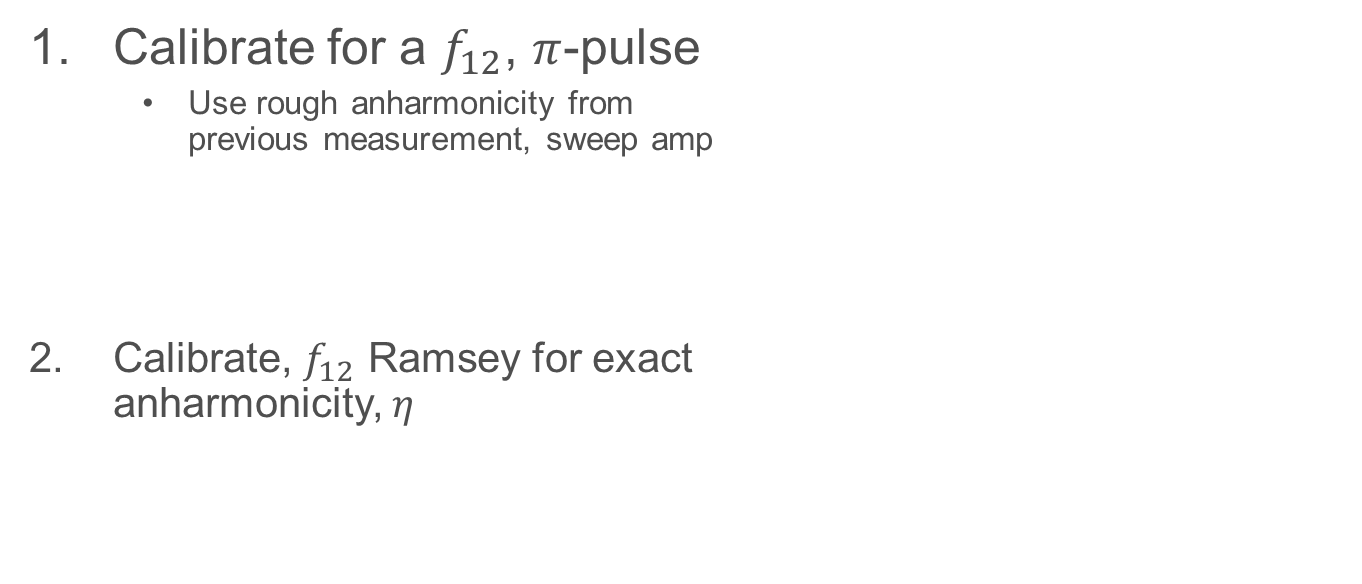 1. Calibrate for a 𝑓₁₂, 𝜋-pulse
• Use rough anharmonicity from
previous measurement, sweep amp
2. Calibrate, 𝑓₁₂ Ramsey for exact
anharmonicity, 𝜂